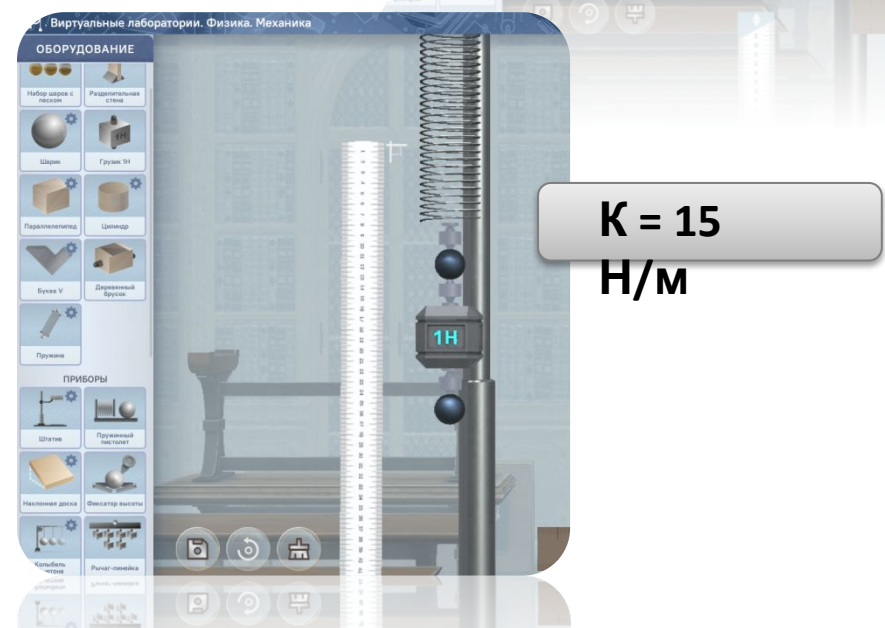 Виртуальные лаборатории. Физика. Механика
ОБОРУДОВАНИЕ
Набор шаров с песком
Разделительная стена
Шарик
Грузик 1Н
Параллелепипед
Цилиндр
Буква V
Деревянный брусок
Пружина
ПРИБОРЫ
Штатив
Пружинный пистолет
Наклонная доска
Фиксатор высоты
Колыбель
Рычаг-линейка
1Н
К = 15
Н/м